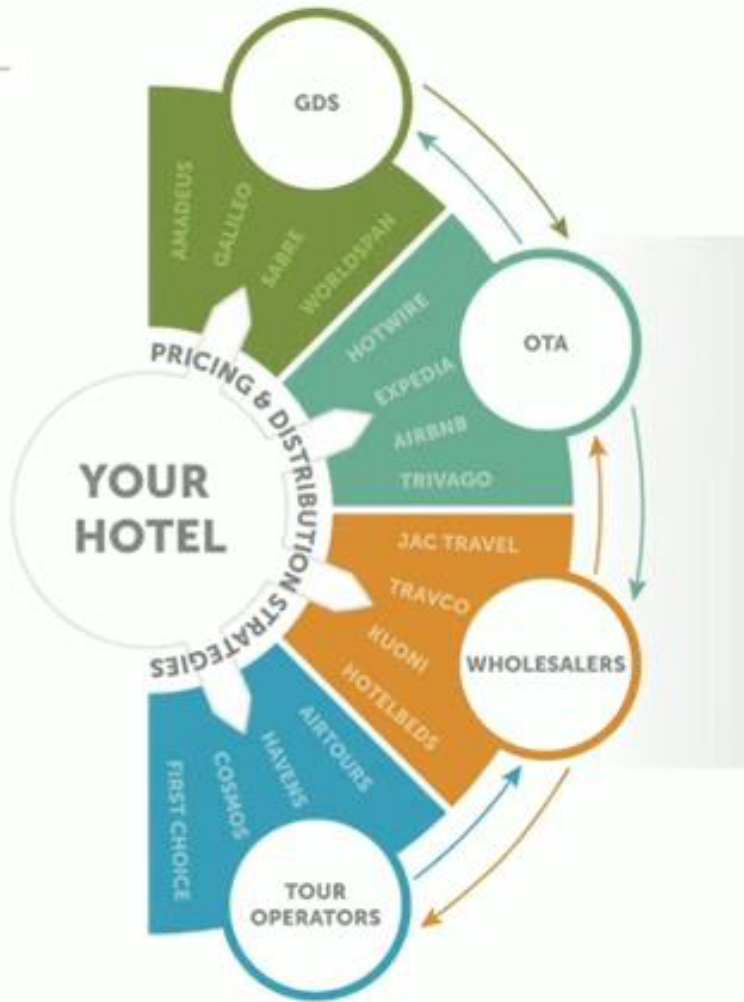 GDS
AMADEUS
GALILEO
SABRE
WORLDSPAN
OTA
HOTWIRE
EXPEDIA
AIRBNB
TRIVAGO
PRICING & DISTRIBUTION STRATEGIES
YOUR
HOTEL
JAC TRAVEL
TRAVCO
KUONI
HOTELBEDS
WHOLESALERS
AIRTOURS
HAVENS
COSMOS
FIRST CHOICE
TOUR
OPERATORS